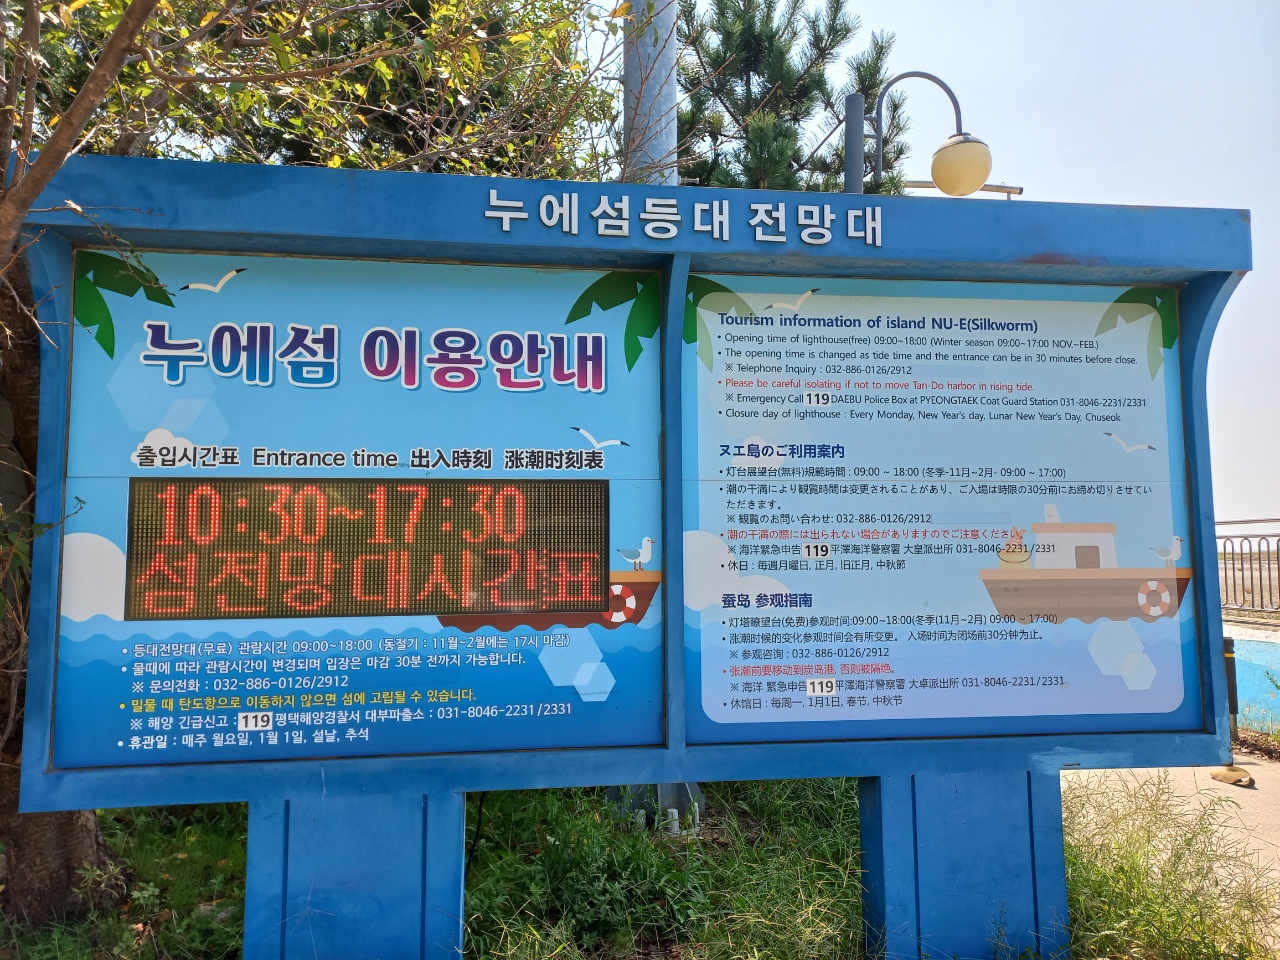 누에섬등대 전망대
누에섬 이용안내
출입시간표 Entrance time 出入時刻 涨潮时刻表
10:30~17:30
섬전망대시간표
• 등대전망대(무료) 관람시간 09:00~18:00 (동절기 : 11월~2월에는 17시 마감)
• 물때에 따라 관람시간이 변경되며 입장은 마감 30분 전까지 가능합니다.
※ 문의전화 : 032-886-0126/2912
• 밀물 때 탄도항으로 이동하지 않으면 섬에 고립될 수 있습니다.
※ 해양 긴급신고 : 119 평택해양경찰서 대부파출소 : 031-8046-2231/2331
• 휴관일 : 매주 월요일, 1월 1일, 설날, 추석
Tourism information of island NU-E(Silkworm)
• Opening time of lighthouse(free) 09:00~18:00 (Winter season 09:00~17:00 NOV.~FEB.)
• The opening time is changed as tide time and the entrance can be in 30 minutes before close.
※ Telephone Inquiry : 032-886-0126/2912
• Please be careful isolating if not to move Tan-Do harbor in rising tide.
※ Emergency Call 119 DAEBU Police Box at PYEONGTAEK Coat Guard Station 031-8046-2231/2331
• Closure day of lighthouse : Every Monday, New Year's day, Lunar New Year's Day, Chuseok
ヌエ島のご利用案内
• 灯台展望台(無料)規範時間 : 09:00 ~ 18:00 (冬季-11月~2月- 09:00 ~ 17:00)
• 潮の干満により観覧時間は変更されることがあり、ご入場は時限の30分前にお締め切りさせてい
ただきます。
※ 観覧のお問い合わせ: 032-886-0126/2912
• 潮の干満の際には出られない場合がありますのでご注意ください。
※ 海洋緊急申告 119 平澤海洋警察署 大皇派出所 031-8046-2231/2331
• 休日 : 毎週月曜日, 正月, 旧正月, 中秋節
蚕岛 参观指南
• 灯塔瞭望台(免费)参观时间:09:00~18:00(冬季(11月~2月) 09:00 ~ 17:00)
• 涨潮时候的变化参观时间会有所变更。 入场时间为闭场前30分钟为止。
※ 参观咨询 : 032-886-0126/2912
• 张潮前要移动到炭岛港, 否则被隔绝。
※ 海洋 緊急申告 119 平澤海洋警察署 大卓派出所 031-8046-2231/2331
• 休馆日 : 每周一, 1月1日, 春节, 中秋节